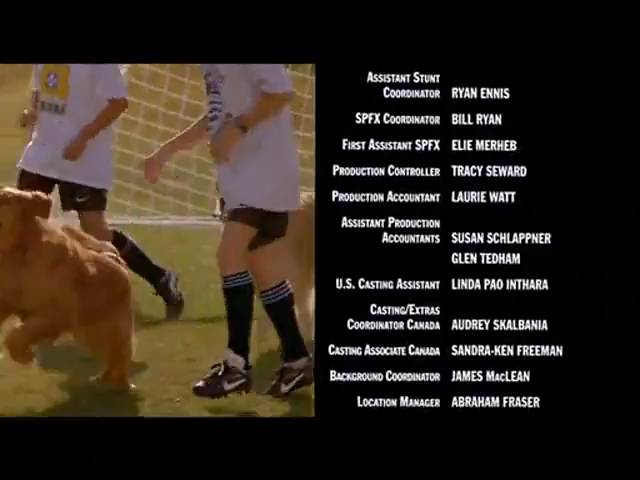 Assistant Stunt
Coordinator RYAN ENNIS
SPFX Coordinator BILL RYAN
First Assistant SPFX ELIE MERHEB
Production Controller TRACY SEWARD
Production Accountant LAURIE WATT
Assistant Production
Accountants SUSAN SCHLAPPNER
GLEN TEDHAM
U.S. Casting Assistant LINDA PAO INTHARA
Casting/Extras
Coordinator Canada AUDREY SKALBANIA
Casting Associate Canada SANDRA-KEN FREEMAN
Background Coordinator JAMES MacLEAN
Location Manager ABRAHAM FRASER